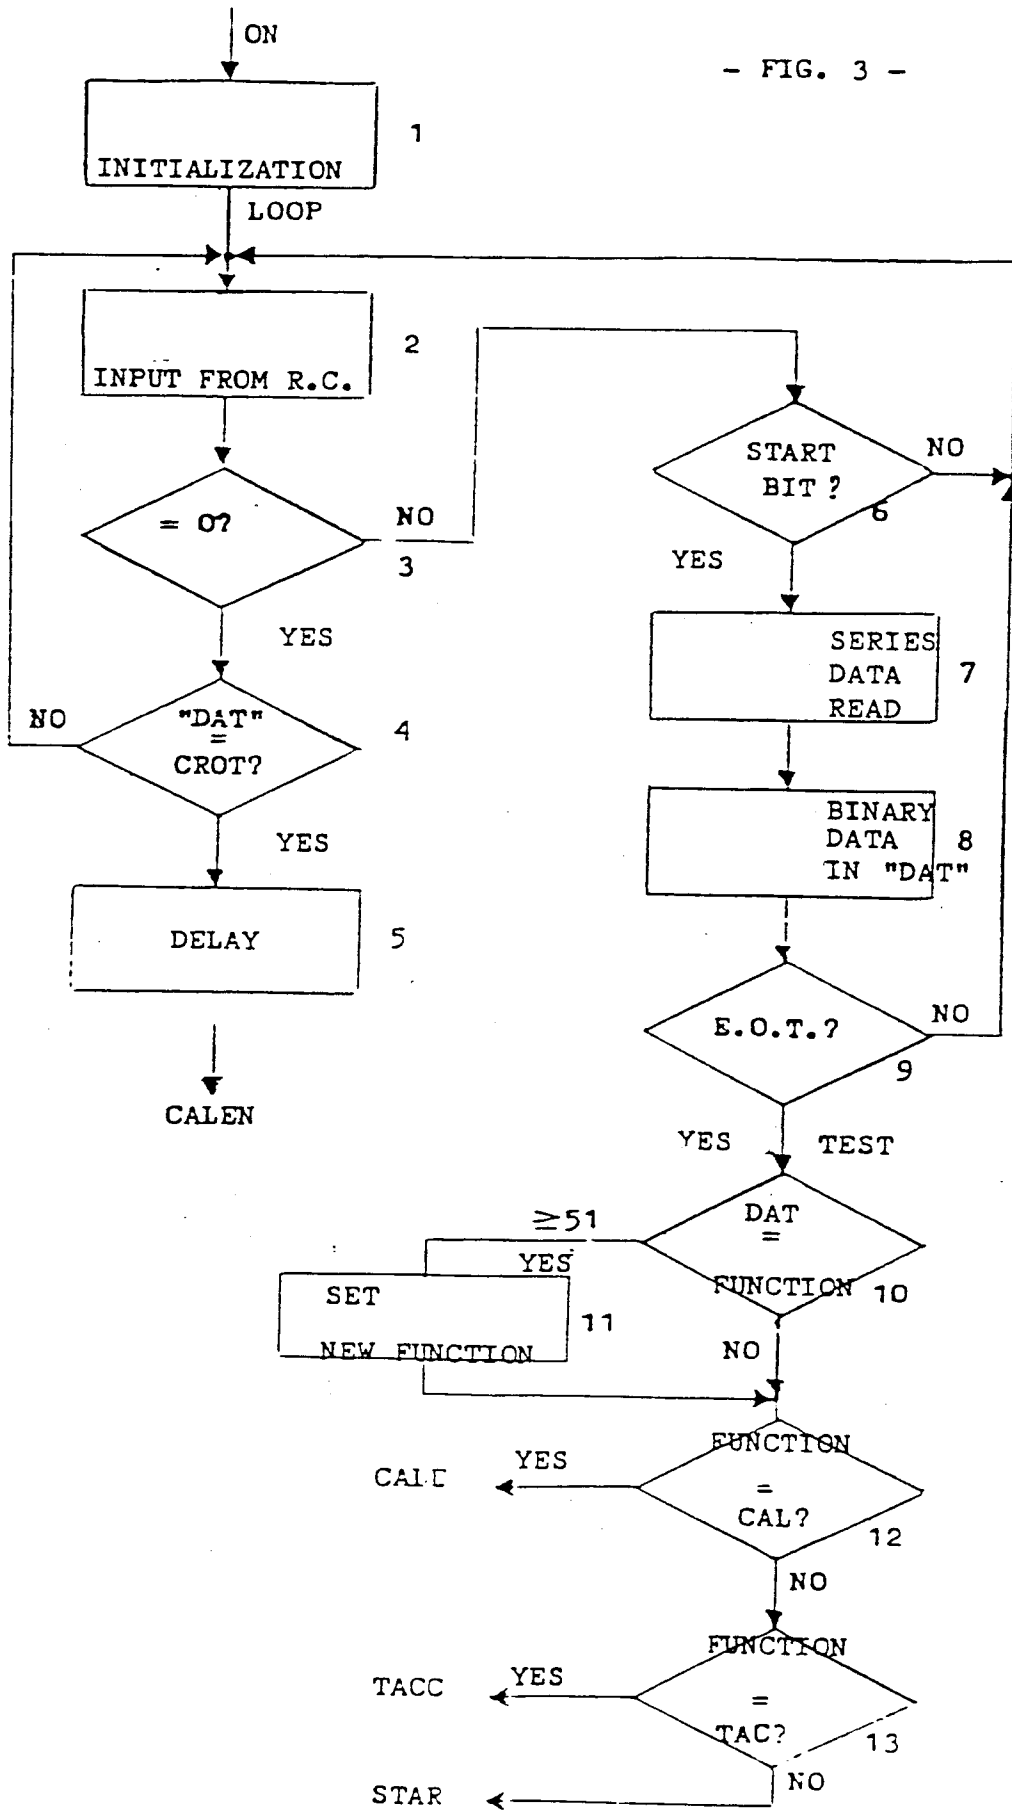 ON
- FIG. 3 -
1
INITIALIZATION
LOOP
2
INPUT FROM R.C.
= O?
NO
3
YES
"DAT"
=
CROT?
NO
4
YES
DELAY
5
CALEN
START
BIT ?
NO
6
YES
SERIES
DATA
READ
7
BINARY
DATA
IN "DAT"
8
E.O.T.?
NO
9
YES
TEST
DAT
=
FUNCTION
10
≥51
YES
SET
NEW FUNCTION
11
NO
FUNCTION
=
CAL?
12
YES
NO
FUNCTION
=
TAC?
13
YES
TACC
NO
STAR